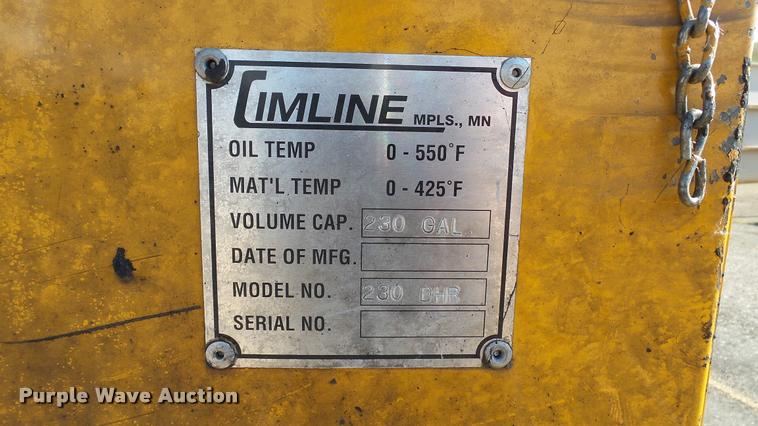 CIMLINE MPLS., MN
OIL TEMP 0 - 550°F
MAT'L TEMP 0 - 425°F
VOLUME CAP. 230 GAL
DATE OF MFG.
MODEL NO. 230 DHR
SERIAL NO.
Purple Wave Auction